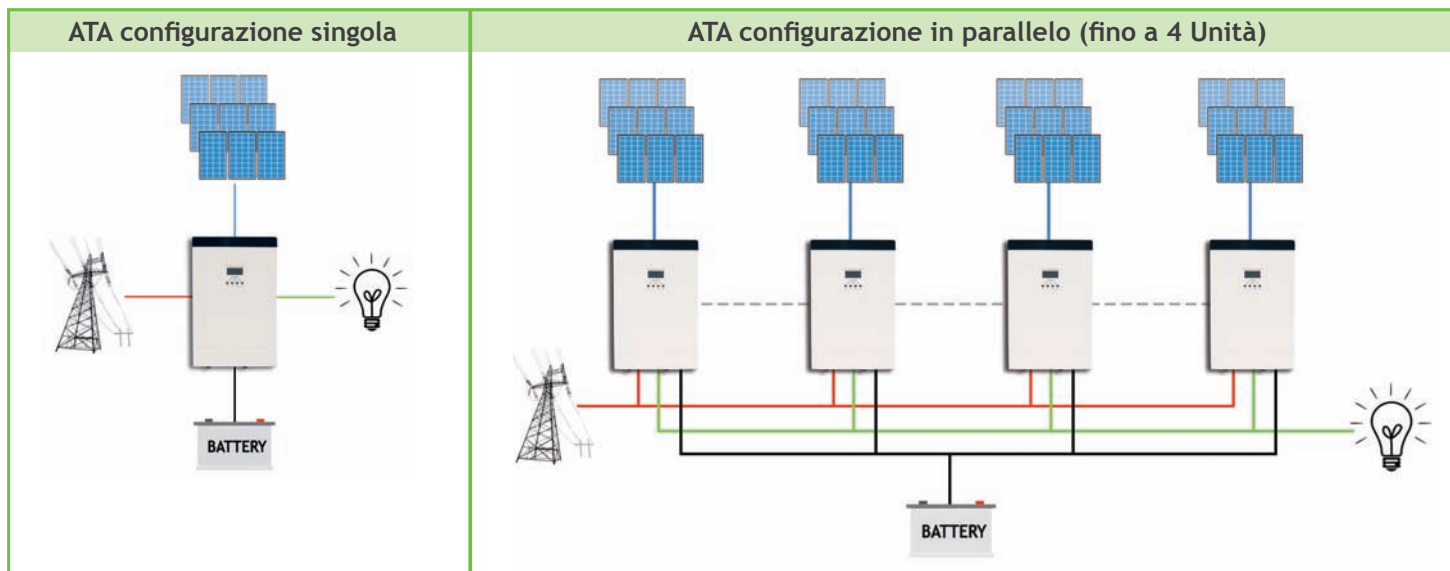 ATA configurazione singola
ATA configurazione in parallelo (fino a 4 Unità)
BATTERY
BATTERY